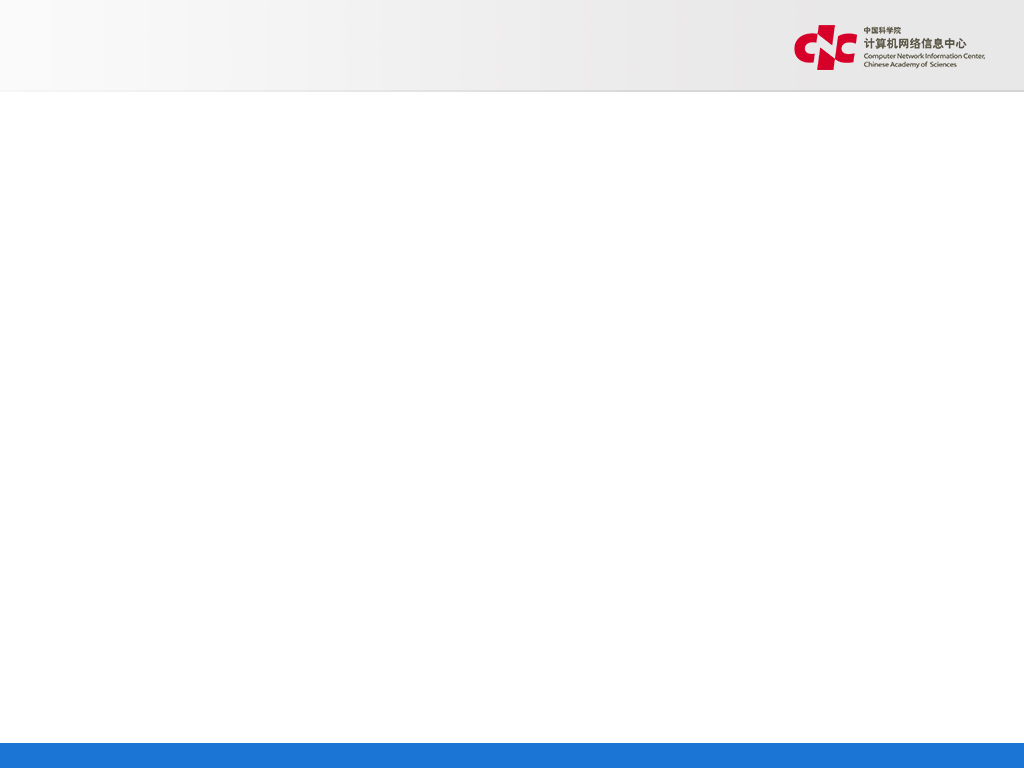 CNC
中国科学院
计算机网络信息中心
Computer Network Information Center,
Chinese Academy of Sciences